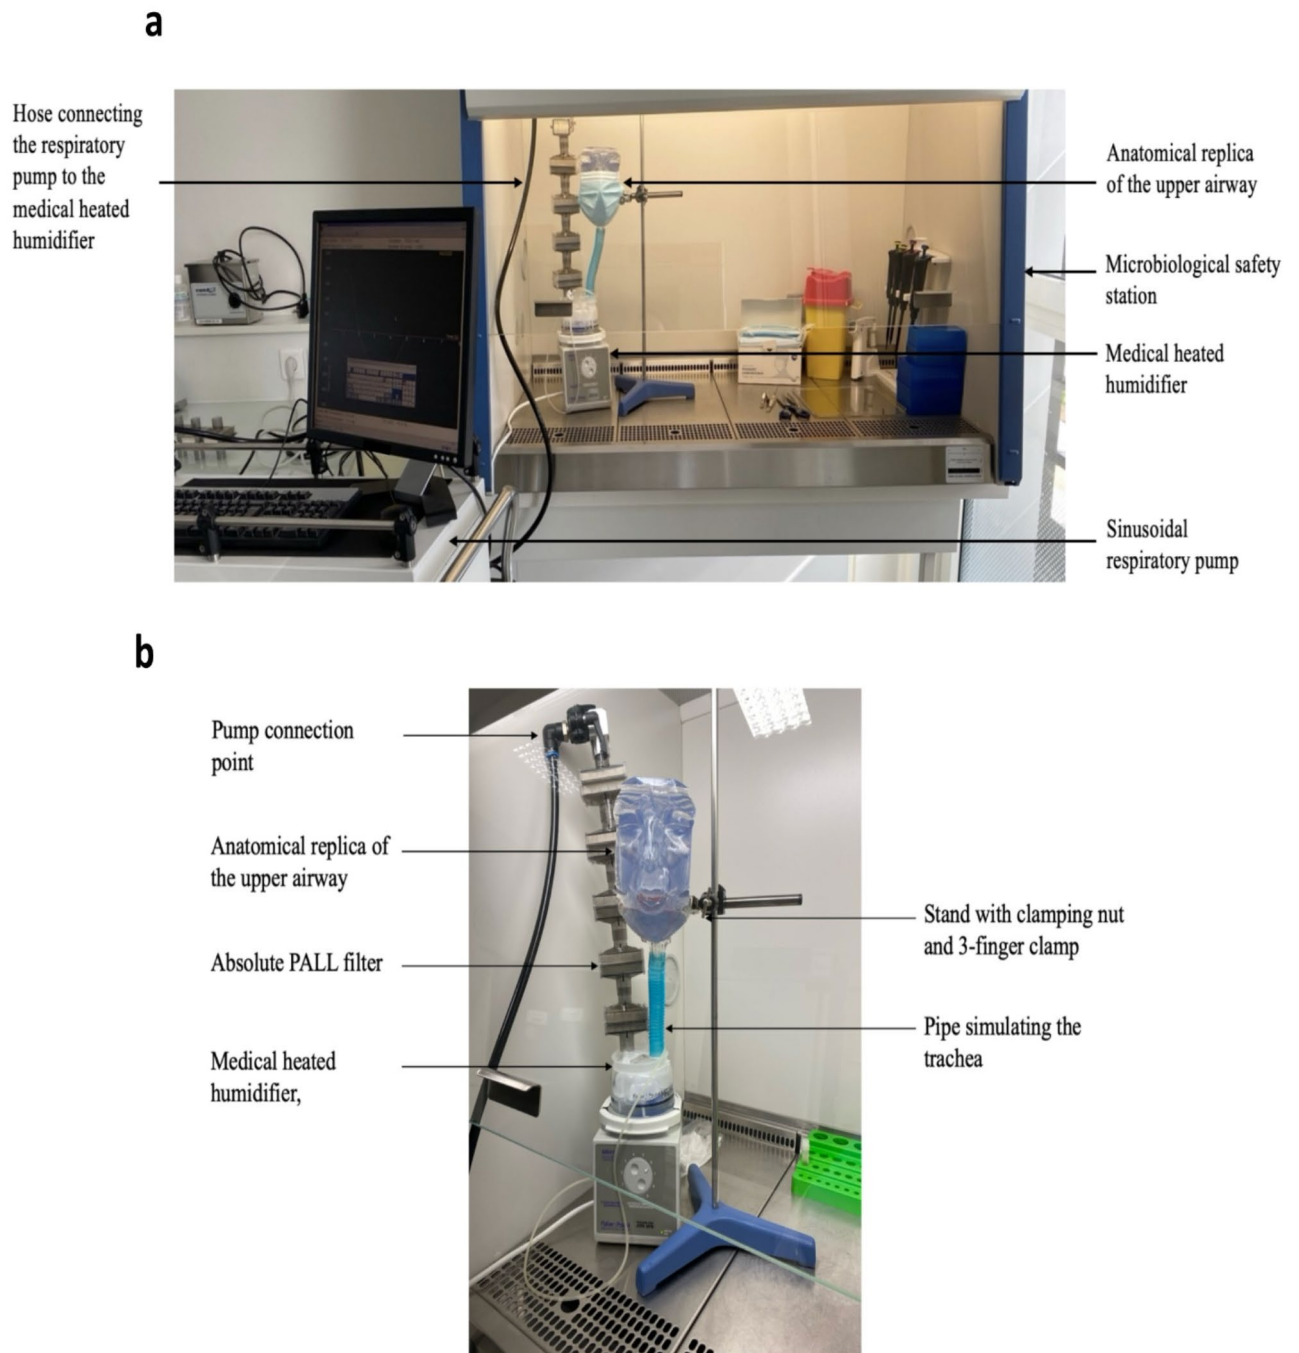 a
Hose connecting
the respiratory
pump to the
medical heated
humidifier
Anatomical replica
of the upper airway
Microbiological safety
station
Medical heated
humidifier
Sinusoidal
respiratory pump
b
Pump connection
point
Anatomical replica of
the upper airway
Absolute PALL filter
Medical heated
humidifier,
Stand with clamping nut
and 3-finger clamp
Pipe simulating the
trachea